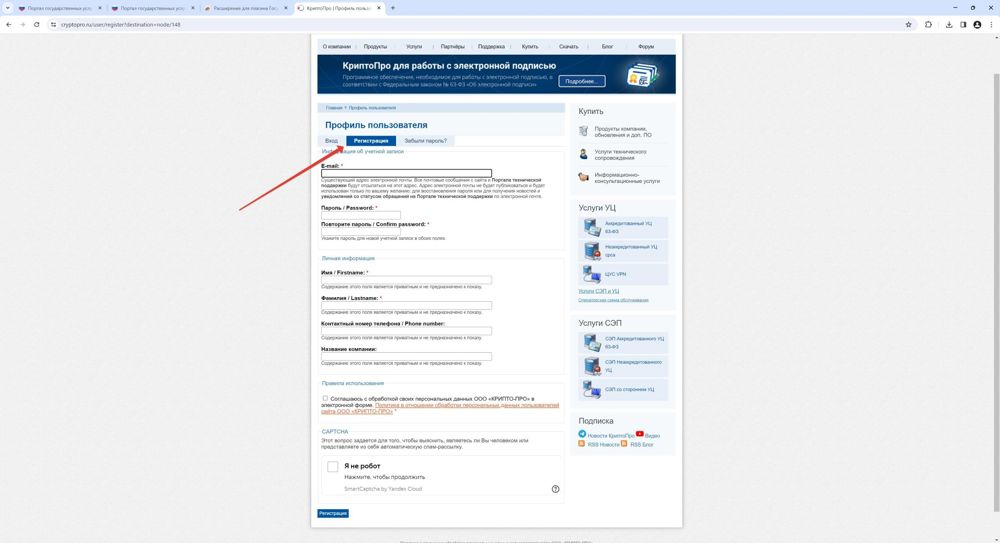 Портал государственных услу
Портал государственных услу
Расширение для плагина Госу
КриптоПро | Профиль пользо
cryptopro.ru/user/register?destination=node/148
О компании | Продукты | Услуги | Партнёры | Поддержка | Купить | Скачать | Блог | Форум
КриптоПро для работы с электронной подписью
Программное обеспечение, необходимое для работы с электронной подписью, в
соответствии с Федеральным законом № 63-ФЗ «Об электронной подписи»
Подробнее...
Главная > Профиль пользователя
Профиль пользователя
Вход Регистрация Забыли пароль?
Информация об учетной записи
E-mail: *
Существующий адрес электронной почты. Все почтовые сообщения с сайта и Портала технической
поддержки будут отсылаться на этот адрес. Адрес электронной почты не будет публиковаться и будет
использован только по вашему желанию: для восстановления пароля или для получения новостей и
уведомлений со статусом обращений на Портале технической поддержки по электронной почте.
Пароль / Password: *
Повторите пароль / Confirm password: *
Укажите пароль для новой учетной записи в обоих полях.
Личная информация
Имя / Firstname: *
Содержание этого поля является приватным и не предназначено к показу.
Фамилия / Lastname: *
Содержание этого поля является приватным и не предназначено к показу.
Контактный номер телефона / Phone number:
Содержание этого поля является приватным и не предназначено к показу.
Название компании:
Содержание этого поля является приватным и не предназначено к показу.
Правила использования
Соглашаюсь с обработкой своих персональных данных ООО «КРИПТО-ПРО» в
электронной форме. Политика в отношении обработки персональных данных пользователей
сайта ООО «КРИПТО-ПРО» *
CAPTCHA
Этот вопрос задается для того, чтобы выяснить, являетесь ли Вы человеком или
представляете из себя автоматическую спам-рассылку.
Я не робот
Нажмите, чтобы продолжить
SmartCaptcha by Yandex Cloud
Регистрация
Купить
Продукты компании,
обновления и доп. ПО
Услуги технического
сопровождения
Информационно-
консультационные услуги
Услуги УЦ
Аккредитованный УЦ
63-ФЗ
Неаккредитованный УЦ
cpca
ЦУС VPN
Услуги СЭП и УЦ
Операторская схема обслуживания
Услуги СЭП
СЭП Аккредитованного УЦ
63-ФЗ
СЭП Неаккредитованного
УЦ
СЭП со сторонним УЦ
Подписка
Новости КриптоПро Видео
RSS Новости RSS Блог
Политика в отношении обработки персональных данных пользователей сайта ООО «КРИПТО-ПРО»